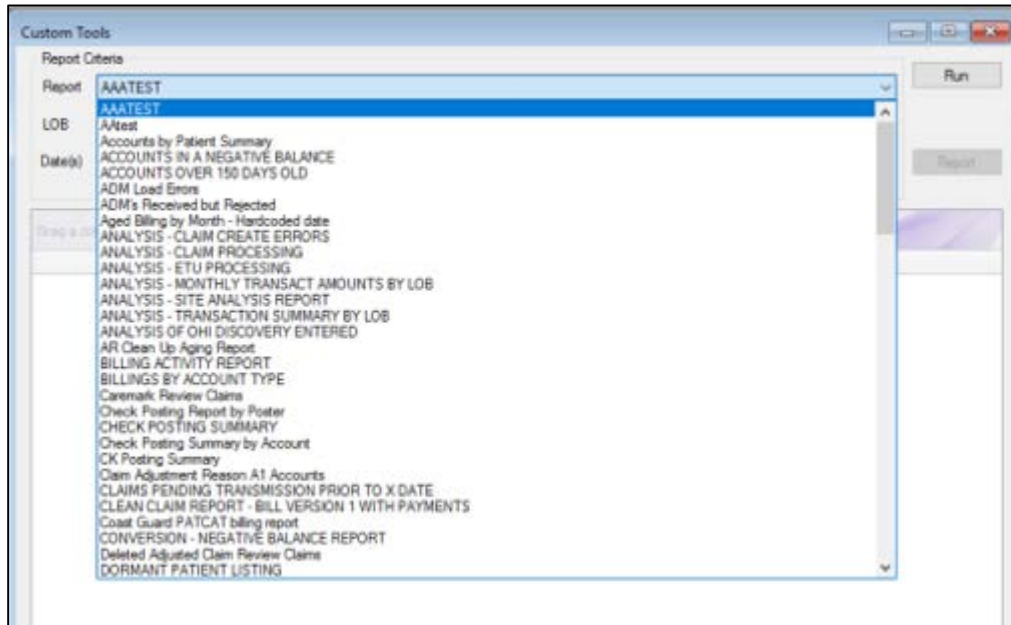 Custom Tools
Report Criteria
Report AAATEST Run
AAATEST
LOB
AAtest
Accounts by Patient Summary
ACCOUNTS IN A NEGATIVE BALANCE
Date(s) Report
ACCOUNTS OVER 150 DAYS OLD
ADM Load Errors
ADM's Received but Rejected
Aged Billing by Month - Hardcoded date
Drag a
ANALYSIS - CLAIM CREATE ERRORS
ANALYSIS - CLAIM PROCESSING
ANALYSIS - ETU PROCESSING
ANALYSIS - MONTHLY TRANSACT AMOUNTS BY LOB
ANALYSIS - SITE ANALYSIS REPORT
ANALYSIS - TRANSACTION SUMMARY BY LOB
ANALYSIS OF OHI DISCOVERY ENTERED
AR Clean Up Aging Report
BILLING ACTIVITY REPORT
BILLINGS BY ACCOUNT TYPE
Caremark Review Claims
Check Posting Report by Poster
CHECK POSTING SUMMARY
Check Posting Summary by Account
CK Posting Summary
Claim Adjustment Reason A1 Accounts
CLAIMS PENDING TRANSMISSION PRIOR TO X DATE
CLEAN CLAIM REPORT - BILL VERSION 1 WITH PAYMENTS
Coast Guard PATCAT billing report
CONVERSION - NEGATIVE BALANCE REPORT
Deleted Adjusted Claim Review Claims
DORMANT PATIENT LISTING